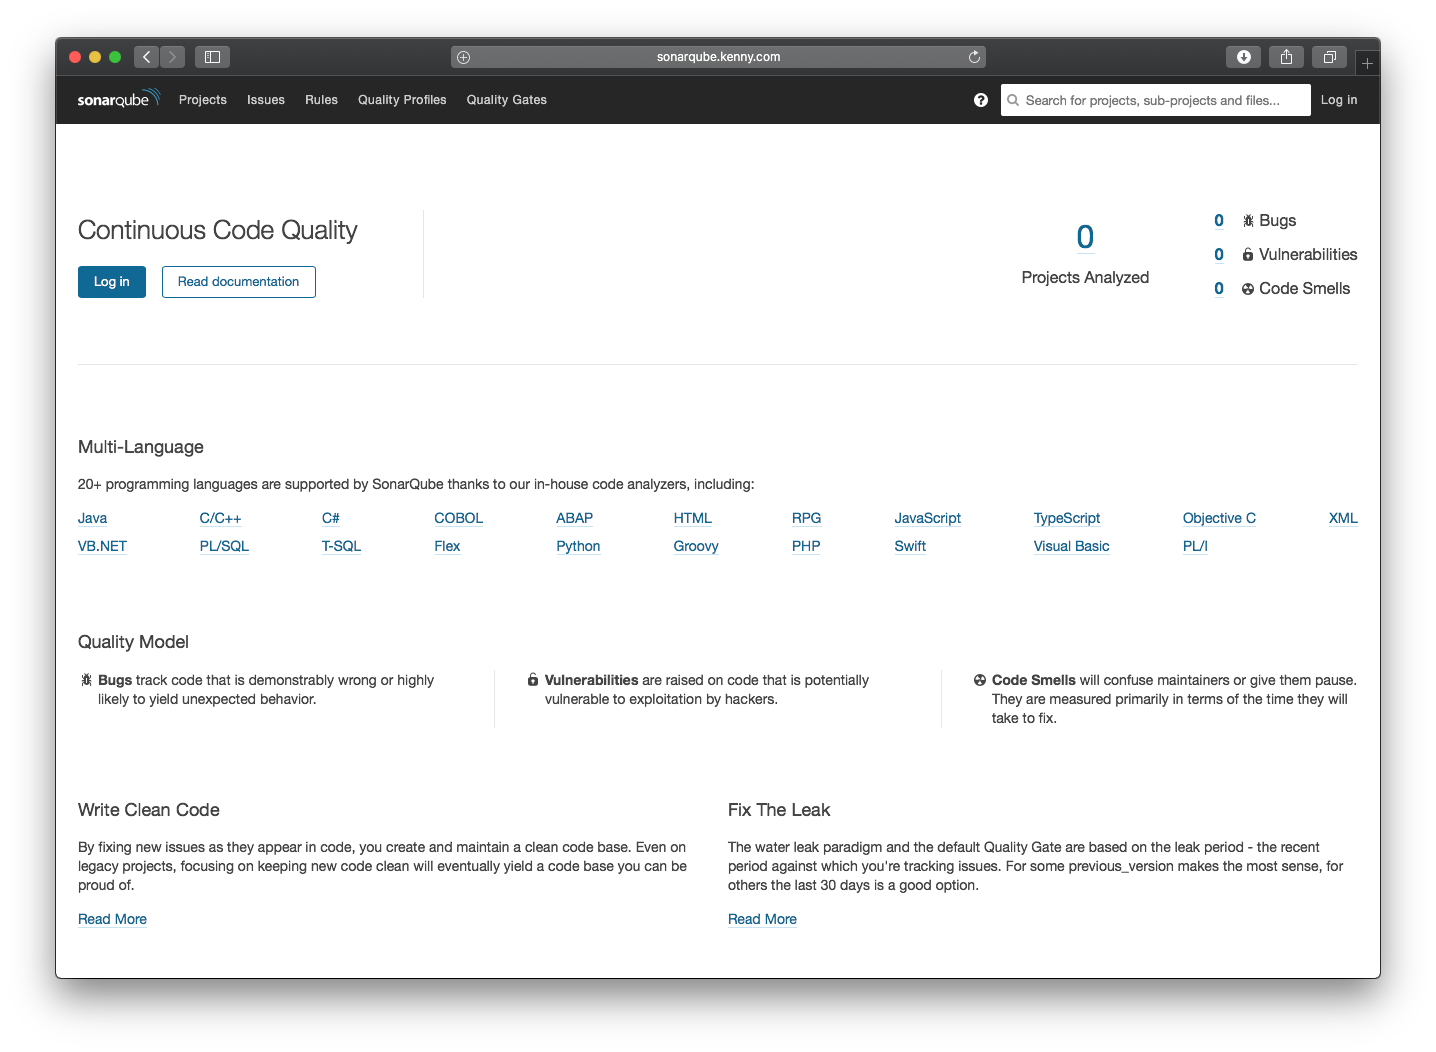 sonarqube.kenny.com
sonarqube Projects Issues Rules Quality Profiles Quality Gates ? Search for projects, sub-projects and files... Log in
Continuous Code Quality
Log in Read documentation
0
Projects Analyzed
0 Bugs
0 Vulnerabilities
0 Code Smells
Multi-Language
20+ programming languages are supported by SonarQube thanks to our in-house code analyzers, including:
Java C/C++ C# COBOL ABAP HTML RPG JavaScript TypeScript Objective C XML
VB.NET PL/SQL T-SQL Flex Python Groovy PHP Swift Visual Basic PL/I
Quality Model
Bugs track code that is demonstrably wrong or highly
likely to yield unexpected behavior.
Vulnerabilities are raised on code that is potentially
vulnerable to exploitation by hackers.
Code Smells will confuse maintainers or give them pause.
They are measured primarily in terms of the time they will
take to fix.
Write Clean Code
By fixing new issues as they appear in code, you create and maintain a clean code base. Even on
legacy projects, focusing on keeping new code clean will eventually yield a code base you can be
proud of.
Read More
Fix The Leak
The water leak paradigm and the default Quality Gate are based on the leak period - the recent
period against which you're tracking issues. For some previous_version makes the most sense, for
others the last 30 days is a good option.
Read More